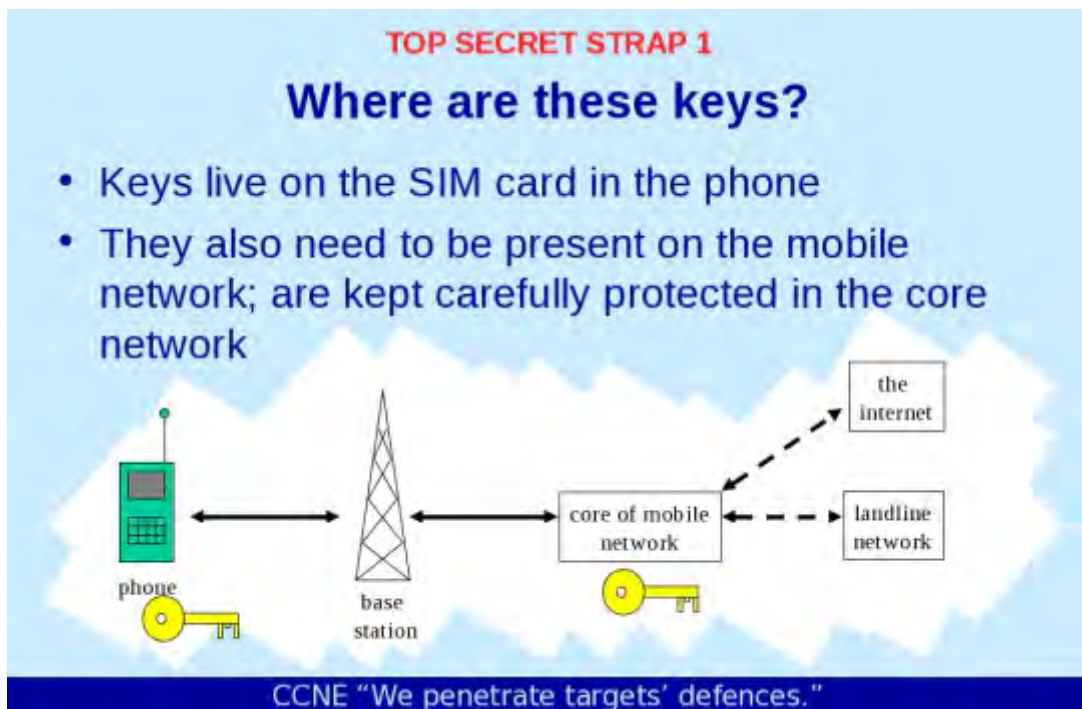 TOP SECRET STRAP 1
Where are these keys?
• Keys live on the SIM card in the phone
• They also need to be present on the mobile
network; are kept carefully protected in the core
network
the
internet
core of mobile
network
landline
network
phone
base
station
CCNE “We penetrate targets’ defences.”